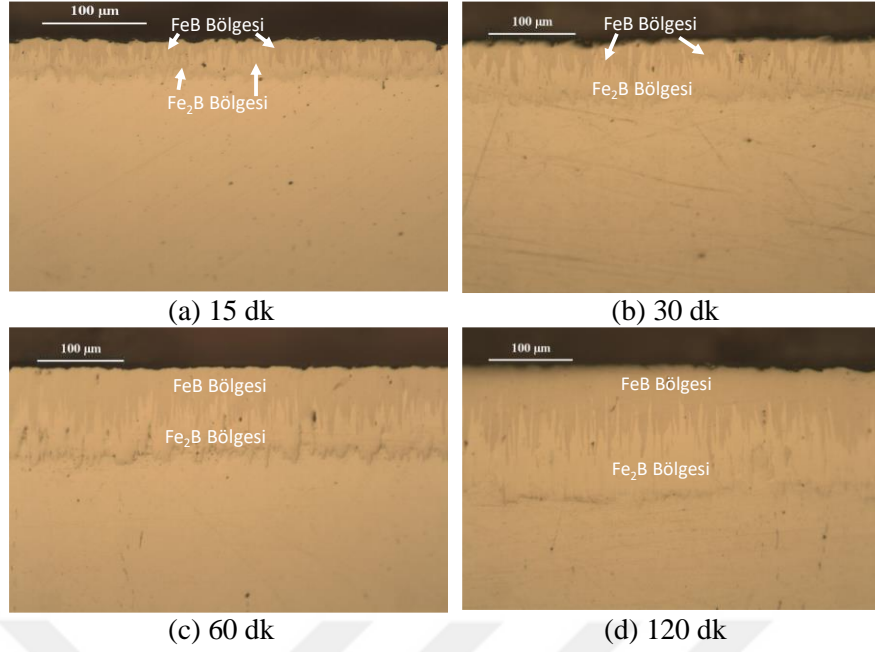 100 µm
FeB Bölgesi
Fe₂B Bölgesi
(a) 15 dk
100 µm
FeB Bölgesi
Fe₂B Bölgesi
(b) 30 dk
100 µm
FeB Bölgesi
Fe₂B Bölgesi
(c) 60 dk
100 µm
FeB Bölgesi
Fe₂B Bölgesi
(d) 120 dk